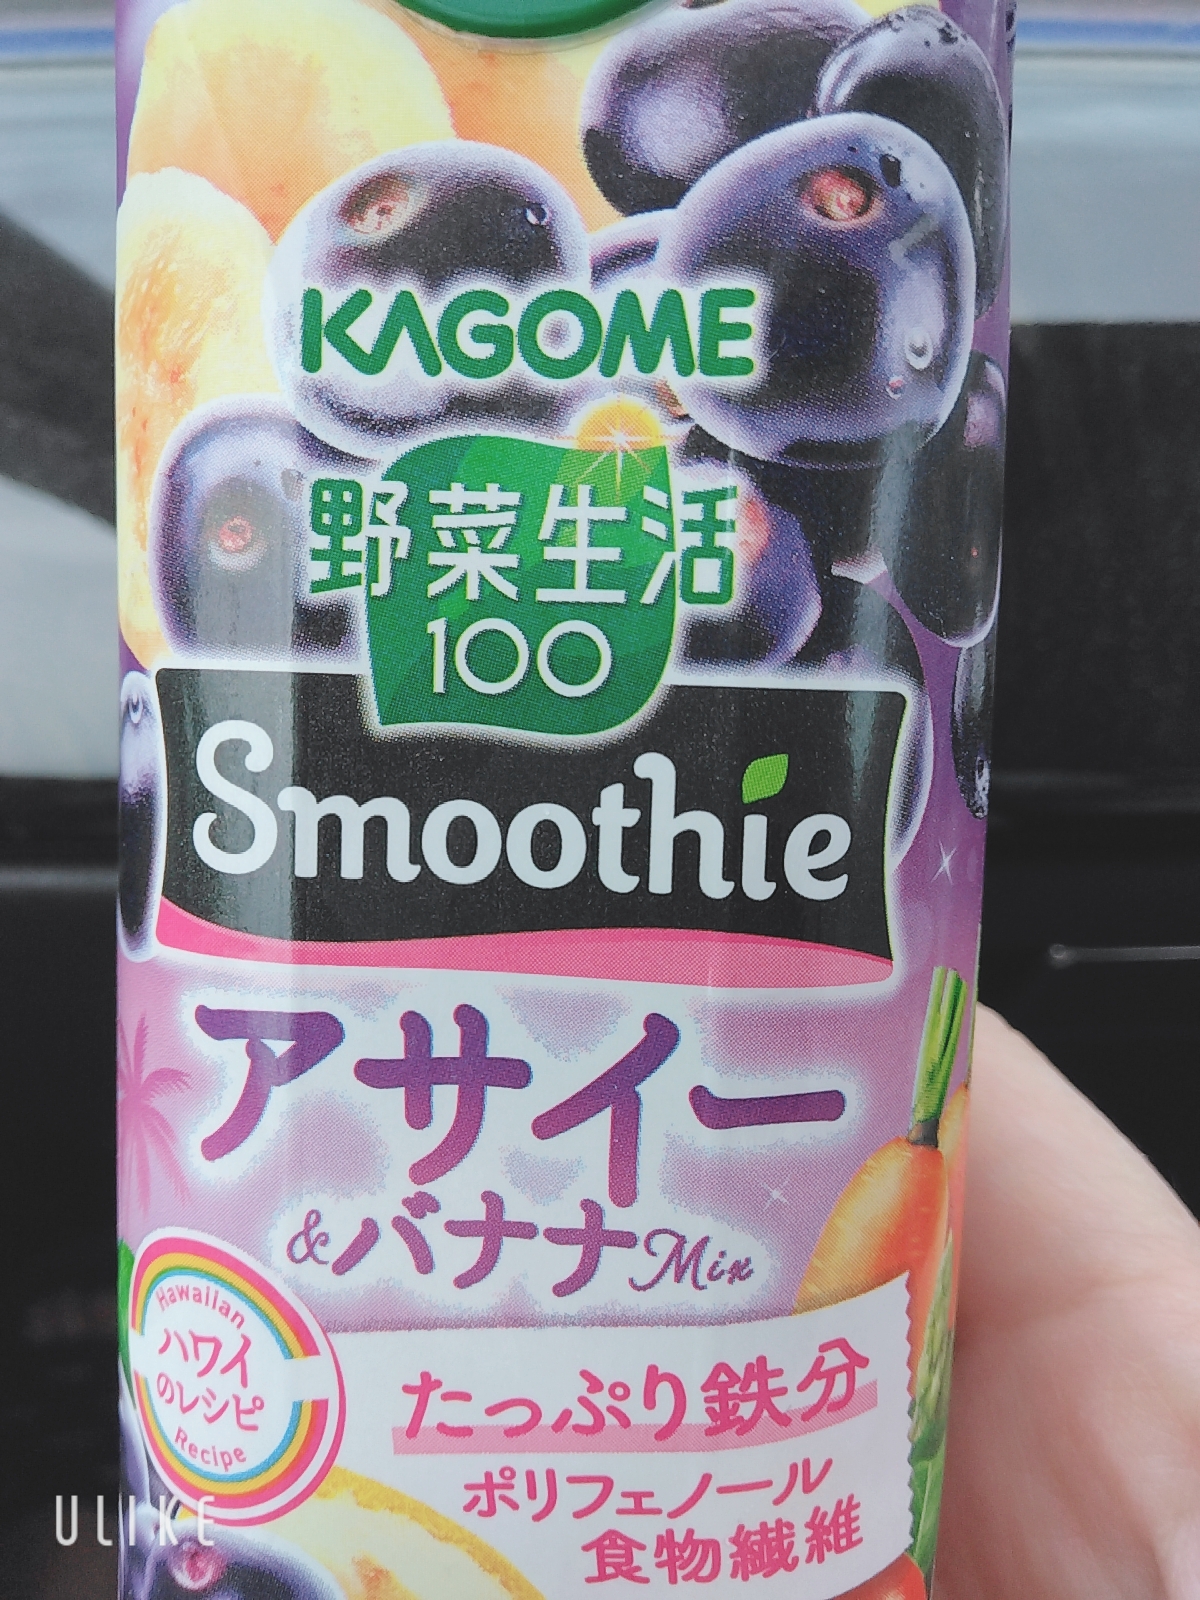 KAGOME
野菜生活
100
Smoothie
アサイー
&バナナMix
Hawaiian
ハワイ
のレシピ
Recipe
たっぷり鉄分
ポリフェノール
食物繊維
ULIKE